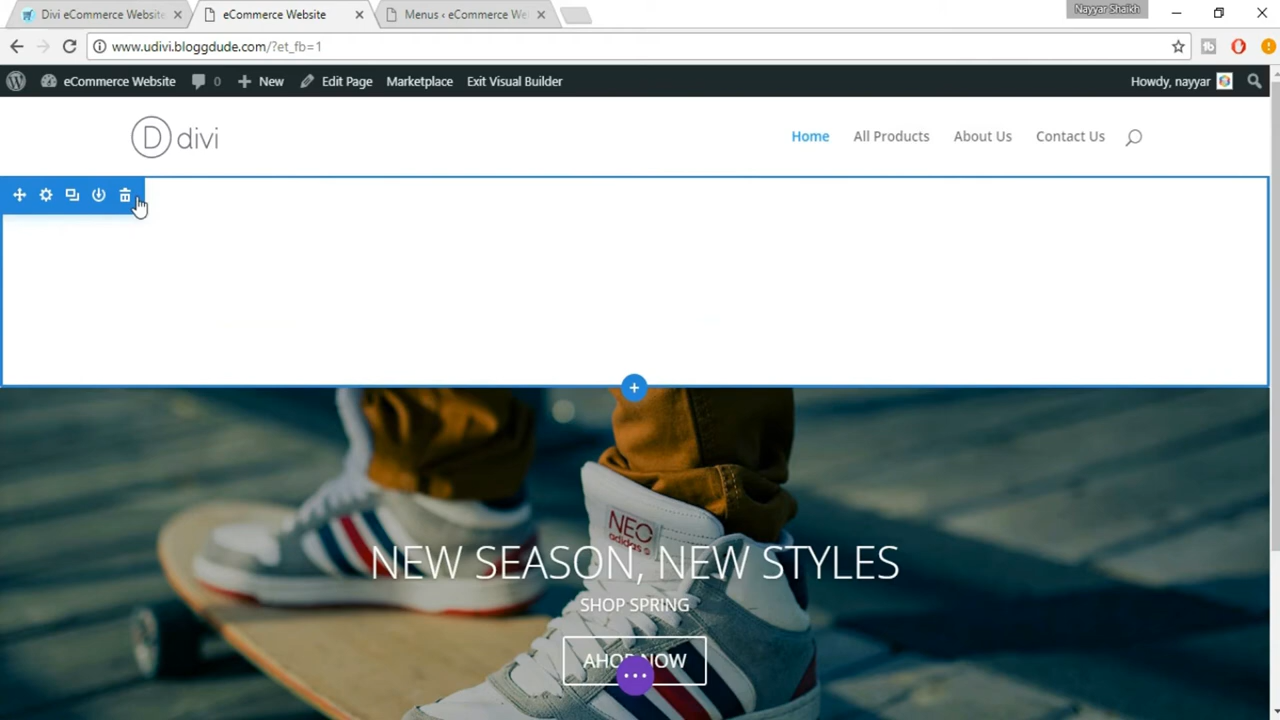 Divi eCommerce Website
eCommerce Website
Menus ‹ eCommerce We
Nayyar Shaikh
www.udivi.bloggdude.com/?et_fb=1
eCommerce Website
0
New
Edit Page
Marketplace
Exit Visual Builder
Howdy, nayyar
D divi
Home
All Products
About Us
Contact Us
NEO
adidas
NEW SEASON, NEW STYLES
SHOP SPRING
AHOP NOW